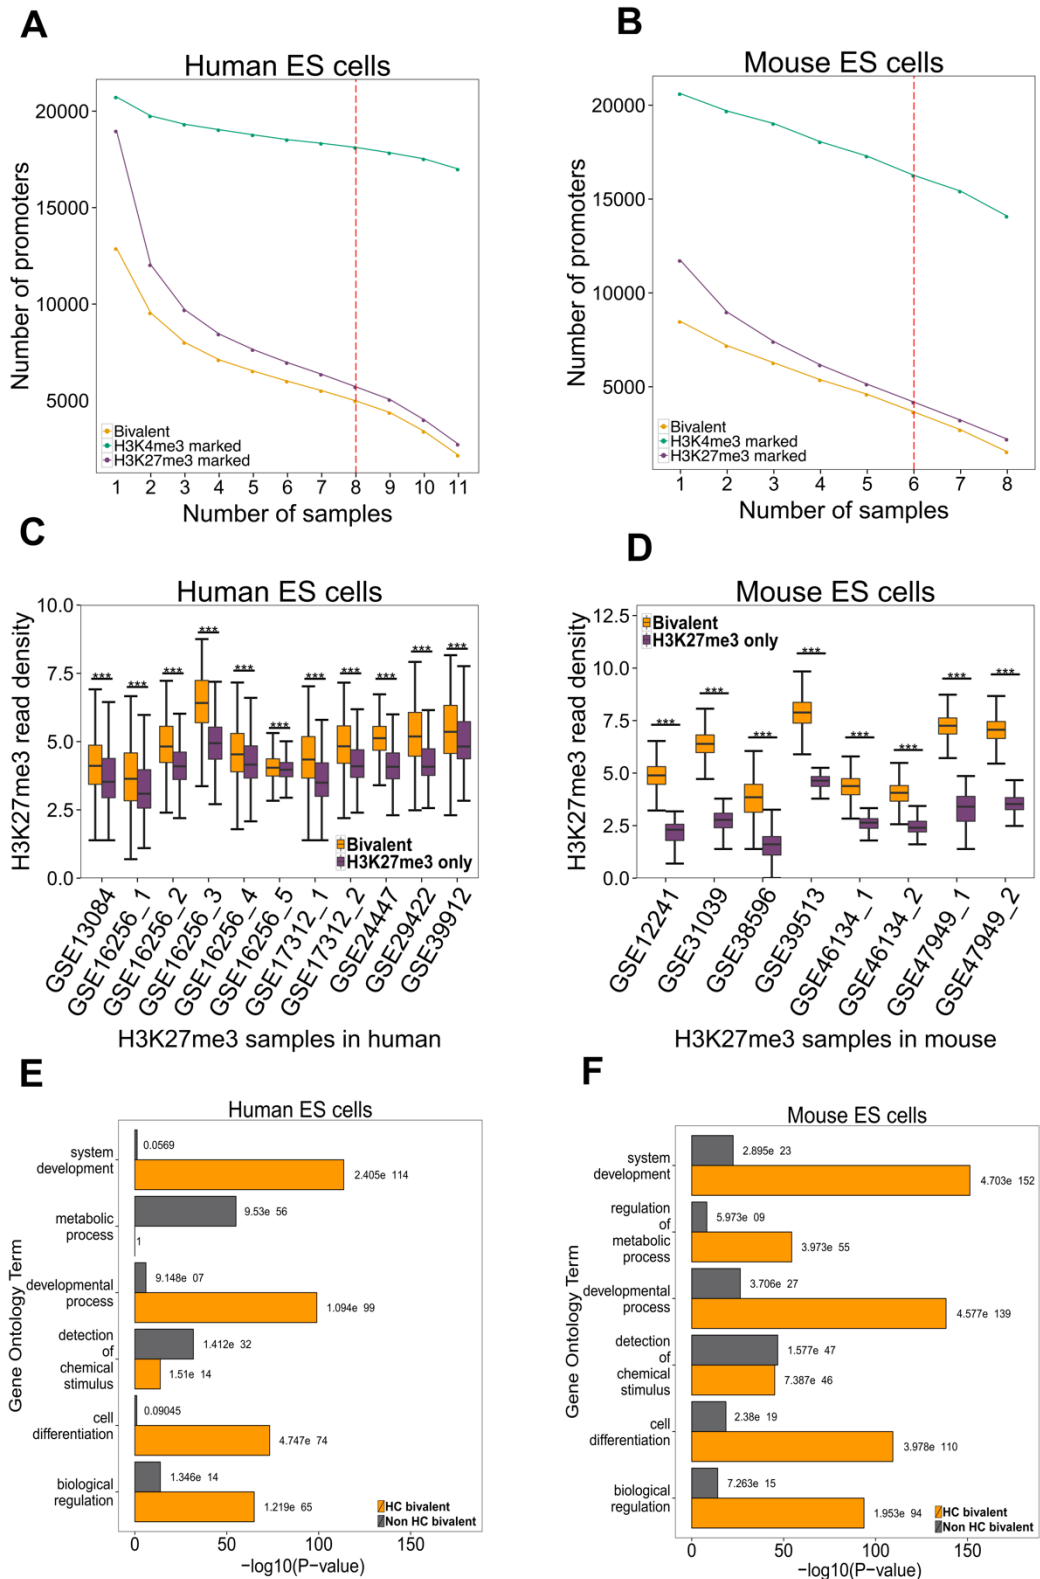 A
Human ES cells
Number of promoters
20000
15000
10000
5000
Bivalent
H3K4me3 marked
H3K27me3 marked
1 2 3 4 5 6 7 8 9 10 11
Number of samples
B
Mouse ES cells
Number of promoters
20000
15000
10000
5000
Bivalent
H3K4me3 marked
H3K27me3 marked
1 2 3 4 5 6 7 8
Number of samples
C
Human ES cells
H3K27me3 read density
10.0
7.5
5.0
2.5
0.0
*** *** *** *** *** *** *** *** *** *** ***
Bivalent
H3K27me3 only
GSE13084
GSE16256_1
GSE16256_2
GSE16256_3
GSE16256_4
GSE16256_5
GSE17312_1
GSE17312_2
GSE24447
GSE29422
GSE39912
H3K27me3 samples in human
D
Mouse ES cells
H3K27me3 read density
12.5
10.0
7.5
5.0
2.5
0.0
Bivalent
H3K27me3 only
*** *** *** *** *** *** *** ***
GSE12241
GSE31039
GSE38596
GSE39513
GSE46134_1
GSE46134_2
GSE47949_1
GSE47949_2
H3K27me3 samples in mouse
E
Human ES cells
Gene Ontology Term
system
development
0.0569
2.405e 114
metabolic
process
9.53e 56
1
developmental
process
9.148e 07
1.094e 99
detection
of
chemical
stimulus
1.412e 32
1.51e 14
cell
differentiation
0.09045
4.747e 74
biological
regulation
1.346e 14
1.219e 65
HC bivalent
Non HC bivalent
0 50 100 150
−log10(P-value)
F
Mouse ES cells
Gene Ontology Term
system
development
2.895e 23
4.703e 152
regulation
of
metabolic
process
5.973e 09
3.973e 55
developmental
process
3.706e 27
4.577e 139
detection
of
chemical
stimulus
1.577e 47
7.387e 46
cell
differentiation
2.38e 19
3.978e 110
biological
regulation
7.263e 15
1.953e 94
HC bivalent
Non HC bivalent
0 50 100 150
−log10(P-value)